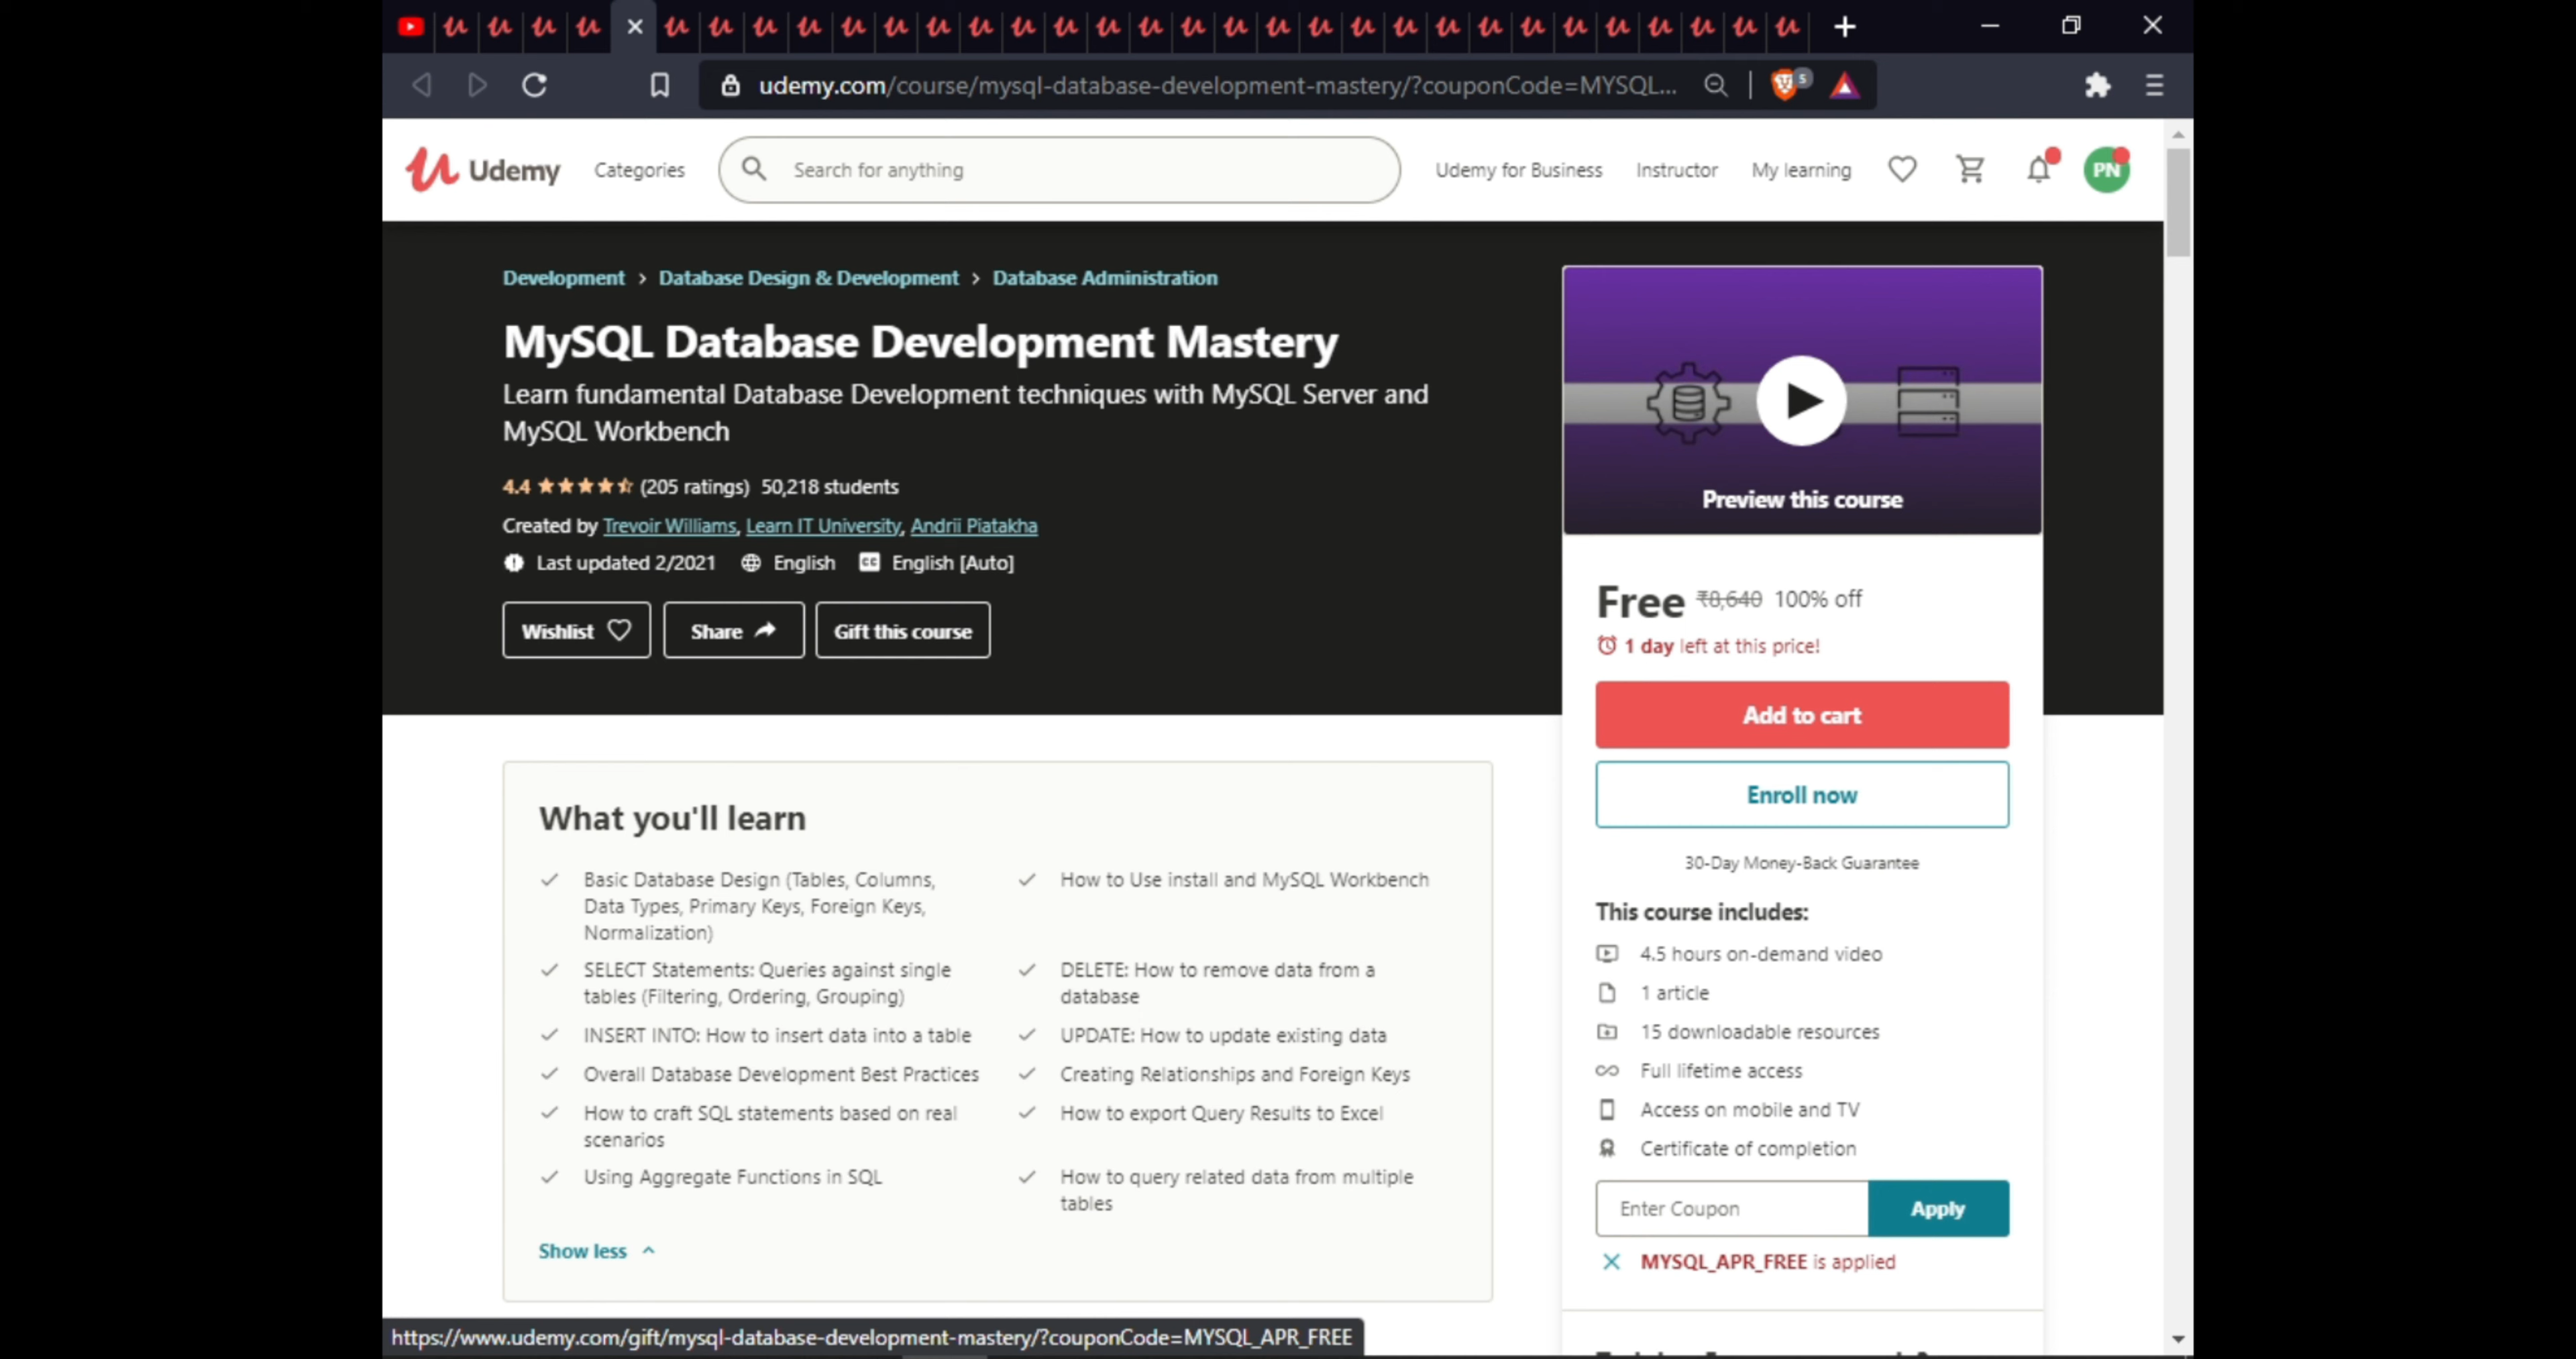 udemy.com/course/mysql-database-development-mastery/?couponCode=MYSQL...
5
Udemy
Categories
Search for anything
Udemy for Business
Instructor
My learning
PN
Development > Database Design & Development > Database Administration
MySQL Database Development Mastery
Learn fundamental Database Development techniques with MySQL Server and
MySQL Workbench
4.4 (205 ratings) 50,218 students
Created by Trevoir Williams, Learn IT University, Andrii Piatakha
Last updated 2/2021 English English [Auto]
Wishlist
Share
Gift this course
Preview this course
Free ₹8,640 100% off
1 day left at this price!
Add to cart
Enroll now
30-Day Money-Back Guarantee
This course includes:
4.5 hours on-demand video
1 article
15 downloadable resources
Full lifetime access
Access on mobile and TV
Certificate of completion
Enter Coupon
Apply
MYSQL_APR_FREE is applied
What you'll learn
Basic Database Design (Tables, Columns,
Data Types, Primary Keys, Foreign Keys,
Normalization)
How to Use install and MySQL Workbench
SELECT Statements: Queries against single
tables (Filtering, Ordering, Grouping)
DELETE: How to remove data from a
database
INSERT INTO: How to insert data into a table
UPDATE: How to update existing data
Overall Database Development Best Practices
Creating Relationships and Foreign Keys
How to craft SQL statements based on real
scenarios
How to export Query Results to Excel
Using Aggregate Functions in SQL
How to query related data from multiple
tables
Show less
https://www.udemy.com/gift/mysql-database-development-mastery/?couponCode=MYSQL_APR_FREE